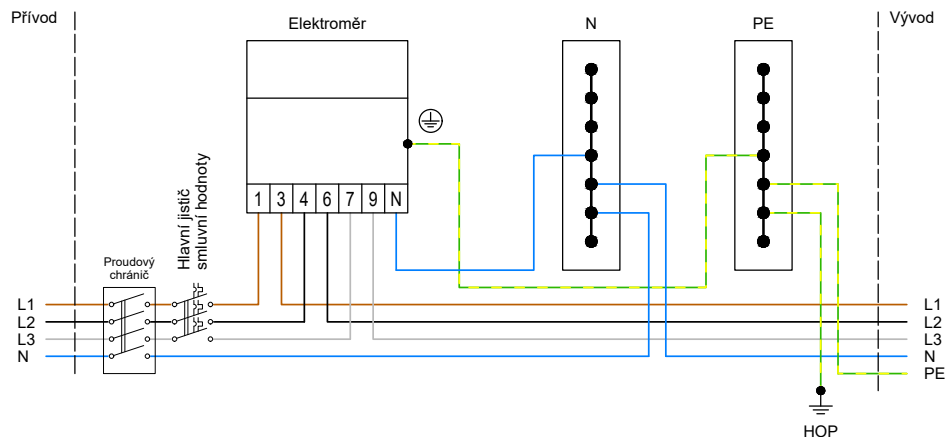 Přívod
Elektroměr
N
PE
Vývod
1 3 4 6 7 9 N
Hlavní jistič
smluvní hodnoty
Proudový
chránič
L1
L2
L3
N
L1
L2
L3
N
PE
HOP